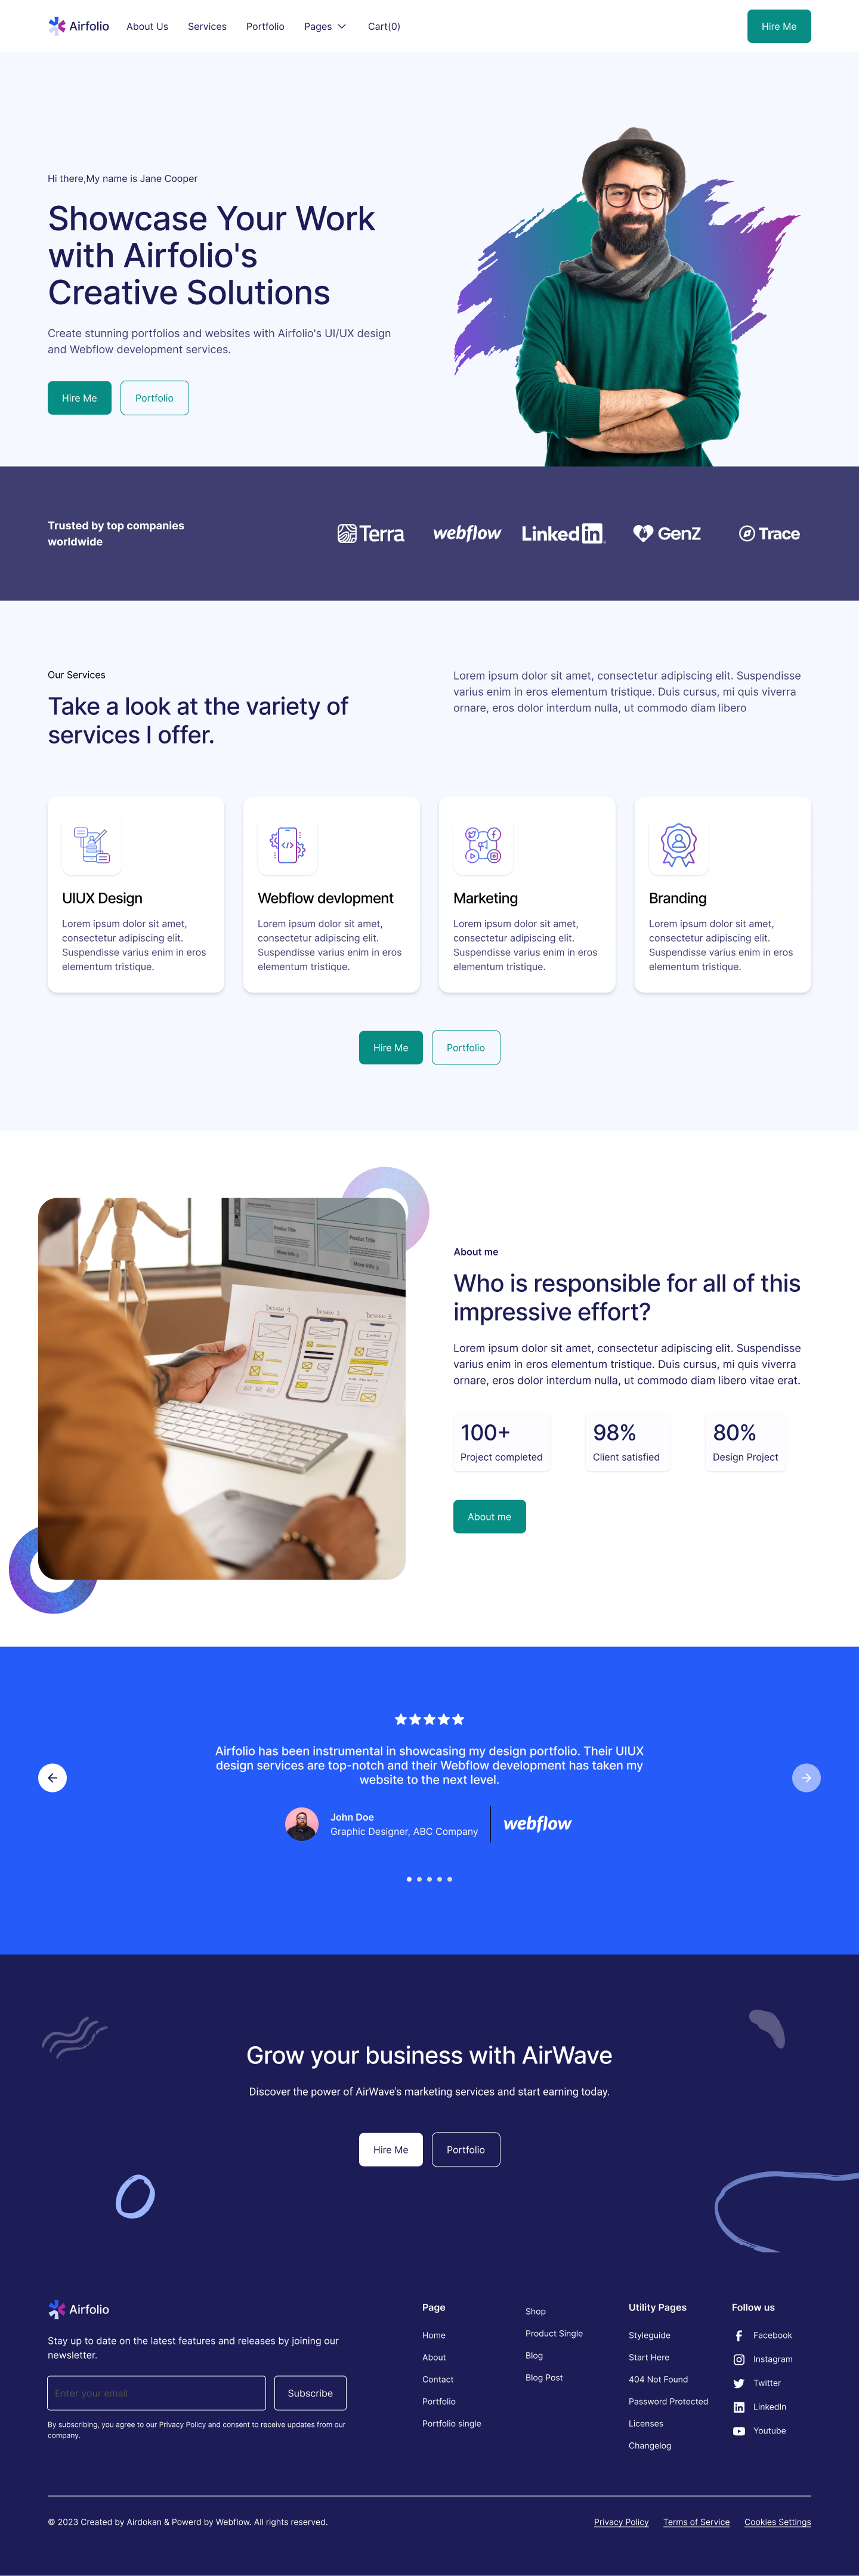 Airfolio About Us Services Portfolio Pages Cart(0) Hire Me
Hi there,My name is Jane Cooper
Showcase Your Work
with Airfolio's
Creative Solutions
Create stunning portfolios and websites with Airfolio's UI/UX design
and Webflow development services.
Hire Me Portfolio
Trusted by top companies
worldwide
Terra webflow Linkedin GenZ Trace
Our Services
Take a look at the variety of
services I offer.
Lorem ipsum dolor sit amet, consectetur adipiscing elit. Suspendisse
varius enim in eros elementum tristique. Duis cursus, mi quis viverra
ornare, eros dolor interdum nulla, ut commodo diam libero
UIUX Design
Lorem ipsum dolor sit amet,
consectetur adipiscing elit.
Suspendisse varius enim in eros
elementum tristique.
Webflow devlopment
Lorem ipsum dolor sit amet,
consectetur adipiscing elit.
Suspendisse varius enim in eros
elementum tristique.
Marketing
Lorem ipsum dolor sit amet,
consectetur adipiscing elit.
Suspendisse varius enim in eros
elementum tristique.
Branding
Lorem ipsum dolor sit amet,
consectetur adipiscing elit.
Suspendisse varius enim in eros
elementum tristique.
Hire Me Portfolio
Product Title
Product Title
More info
More info
DESIGN 1
DESIGN 2
DESIGN 3
About me
Who is responsible for all of this
impressive effort?
Lorem ipsum dolor sit amet, consectetur adipiscing elit. Suspendisse
varius enim in eros elementum tristique. Duis cursus, mi quis viverra
ornare, eros dolor interdum nulla, ut commodo diam libero vitae erat.
100+ 98% 80%
Project completed Client satisfied Design Project
About me
Airfolio has been instrumental in showcasing my design portfolio. Their UIUX
design services are top-notch and their Webflow development has taken my
website to the next level.
John Doe
Graphic Designer, ABC Company
webflow
Grow your business with AirWave
Discover the power of AirWave's marketing services and start earning today.
Hire Me Portfolio
Airfolio
Stay up to date on the latest features and releases by joining our
newsletter.
Enter your email Subscribe
By subscribing, you agree to our Privacy Policy and consent to receive updates from our
company.
Page
Home
About
Contact
Portfolio
Portfolio single
Shop
Product Single
Blog
Blog Post
Utility Pages
Styleguide
Start Here
404 Not Found
Password Protected
Licenses
Changelog
Follow us
Facebook
Instagram
Twitter
LinkedIn
Youtube
© 2023 Created by Airdokan & Powerd by Webflow. All rights reserved.
Privacy Policy Terms of Service Cookies Settings